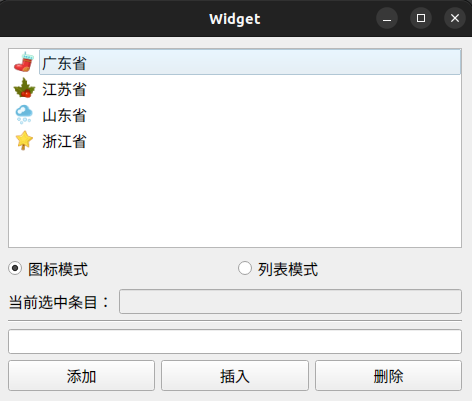 Widget
广东省
江苏省
山东省
浙江省
图标模式 列表模式
当前选中条目：
添加 插入 删除